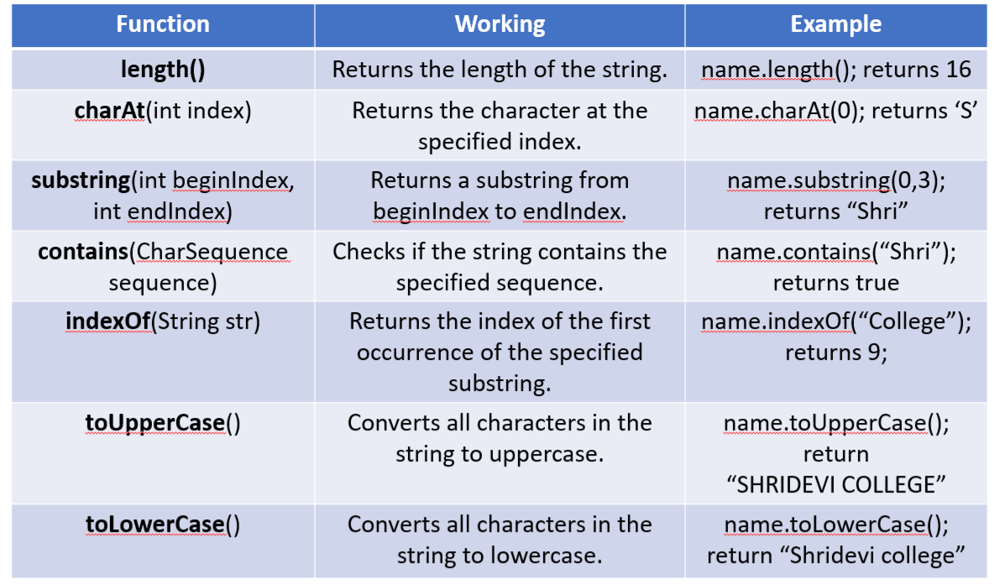 Function Working Example
length() Returns the length of the string. name.length(); returns 16
charAt(int index) Returns the character at the name.charAt(0); returns ‘S’
specified index.
substring(int beginIndex, Returns a substring from name.substring(0,3);
int endIndex) beginIndex to endIndex. returns “Shri”
contains(CharSequence Checks if the string contains the name.contains(“Shri”);
sequence) specified sequence. returns true
indexOf(String str) Returns the index of the first name.indexOf(“College”);
occurrence of the specified returns 9;
substring.
toUpperCase() Converts all characters in the name.toUpperCase();
string to uppercase. return
“SHRIDEVI COLLEGE”
toLowerCase() Converts all characters in the name.toLowerCase();
string to lowercase. return “Shridevi college”